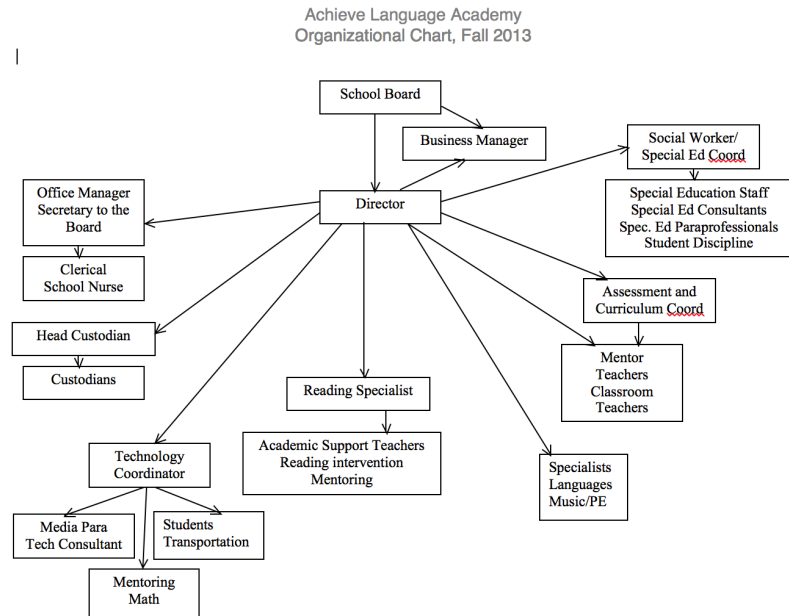 Achieve Language Academy
Organizational Chart, Fall 2013
School Board
Business Manager
Social Worker/
Special Ed Coord
Office Manager
Secretary to the
Board
Director
Special Education Staff
Special Ed Consultants
Spec. Ed Paraprofessionals
Student Discipline
Clerical
School Nurse
Assessment and
Curriculum Coord
Head Custodian
Custodians
Mentor
Teachers
Classroom
Teachers
Reading Specialist
Academic Support Teachers
Reading intervention
Mentoring
Technology
Coordinator
Specialists
Languages
Music/PE
Media Para
Tech Consultant
Students
Transportation
Mentoring
Math